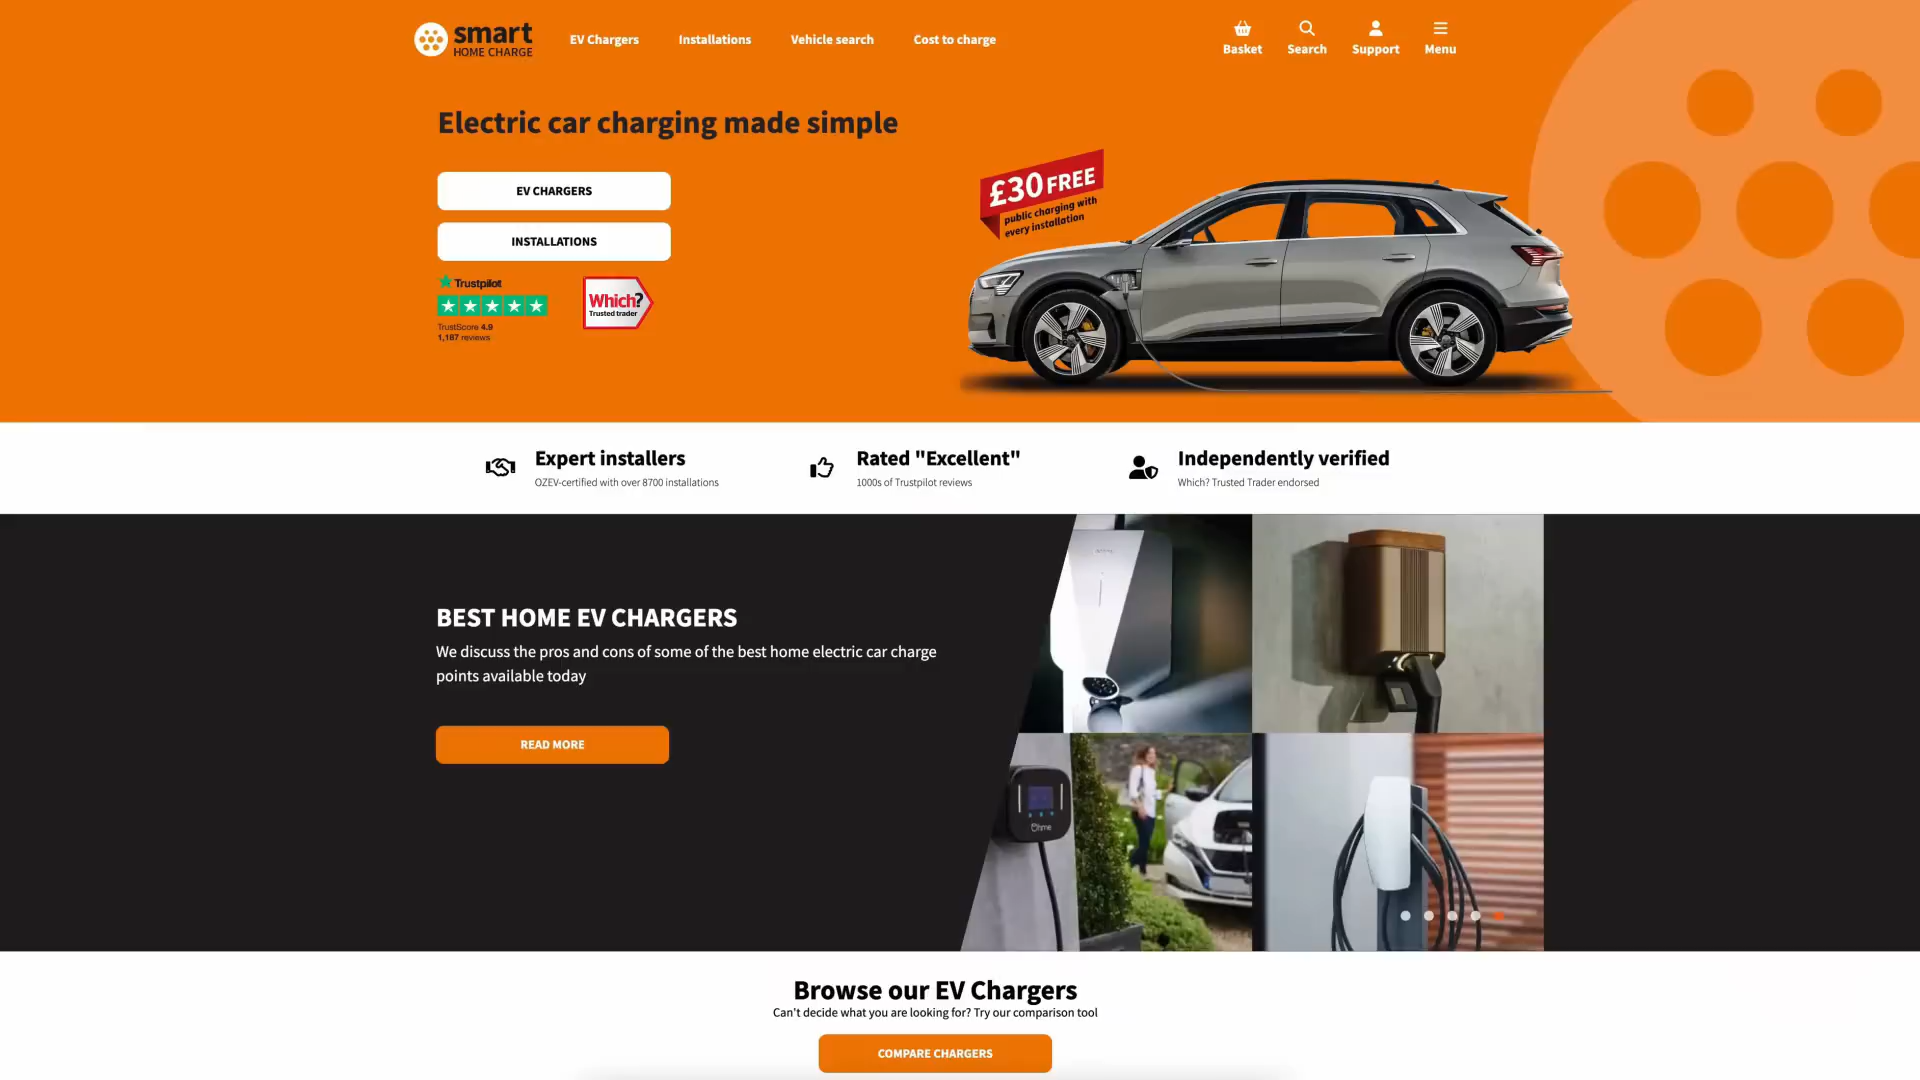 smart
HOME CHARGE
EV Chargers
Installations
Vehicle search
Cost to charge
Basket
Search
Support
Menu
Electric car charging made simple
EV CHARGERS
INSTALLATIONS
Trustpilot
TrustScore 4.9
1,187 reviews
Which?
Trusted trader
£30 FREE
public charging with
every installation
Expert installers
OZEV-certified with over 8700 installations
Rated "Excellent"
1000s of Trustpilot reviews
Independently verified
Which? Trusted Trader endorsed
BEST HOME EV CHARGERS
We discuss the pros and cons of some of the best home electric car charge
points available today
READ MORE
Ohme
Browse our EV Chargers
Can't decide what you are looking for? Try our comparison tool
COMPARE CHARGERS